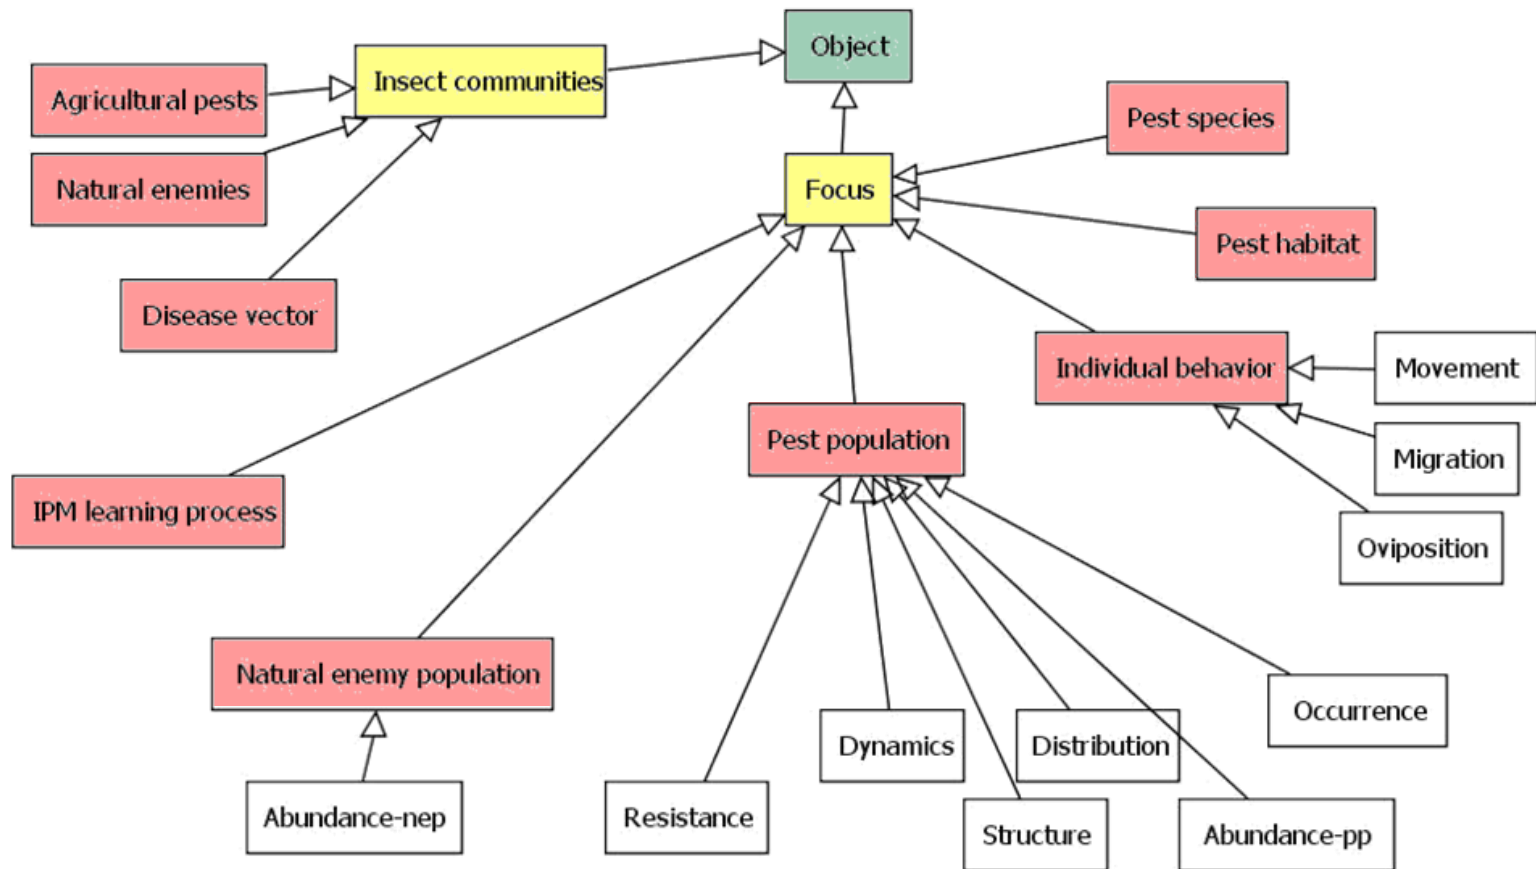 Object
Insect communities
Agricultural pests
Pest species
Natural enemies
Focus
Pest habitat
Disease vector
Individual behavior
Movement
Pest population
Migration
IPM learning process
Oviposition
Natural enemy population
Occurrence
Dynamics
Distribution
Abundance-nep
Resistance
Structure
Abundance-pp